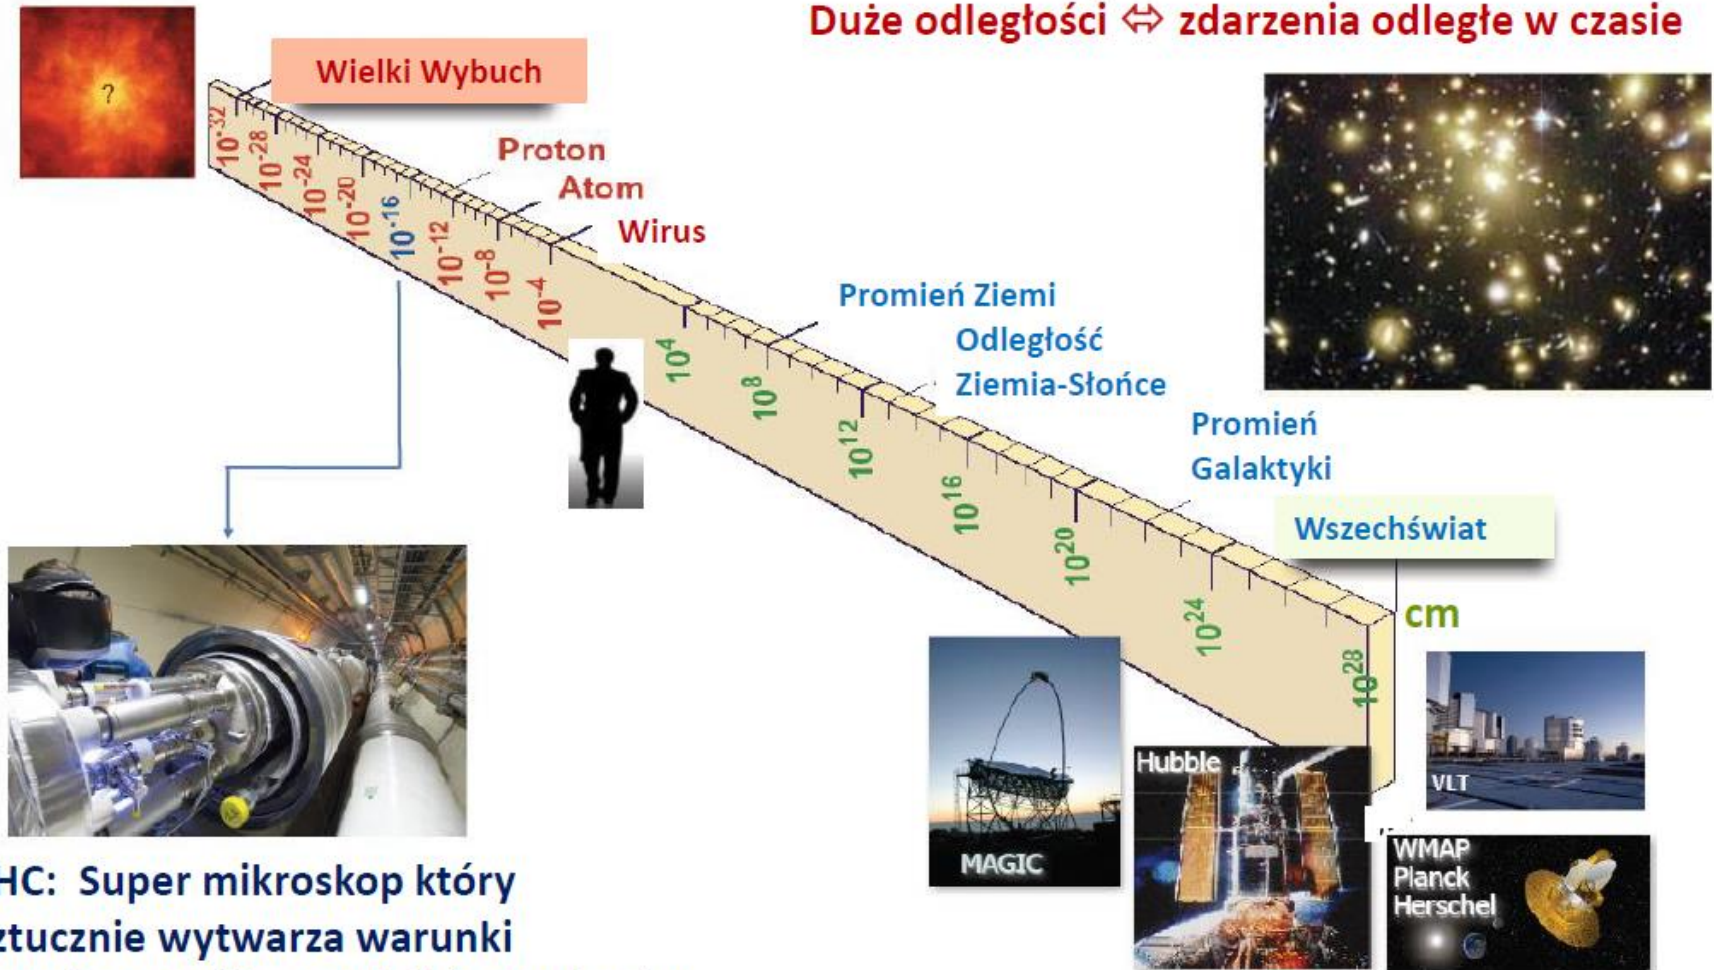 Duże odległości ⇔ zdarzenia odległe w czasie
?
Wielki Wybuch
Proton
Atom
Wirus
10-32
10-28
10-24
10-20
10-16
10-12
10-8
10-4
104
108
1012
1016
1020
1024
1028
Promień Ziemi
Odległość
Ziemia-Słońce
Promień
Galaktyki
Wszechświat
cm
MAGIC
Hubble
VLT
WMAP
Planck
Herschel
HC: Super mikroskop który
ztucznie wytwarza warunki